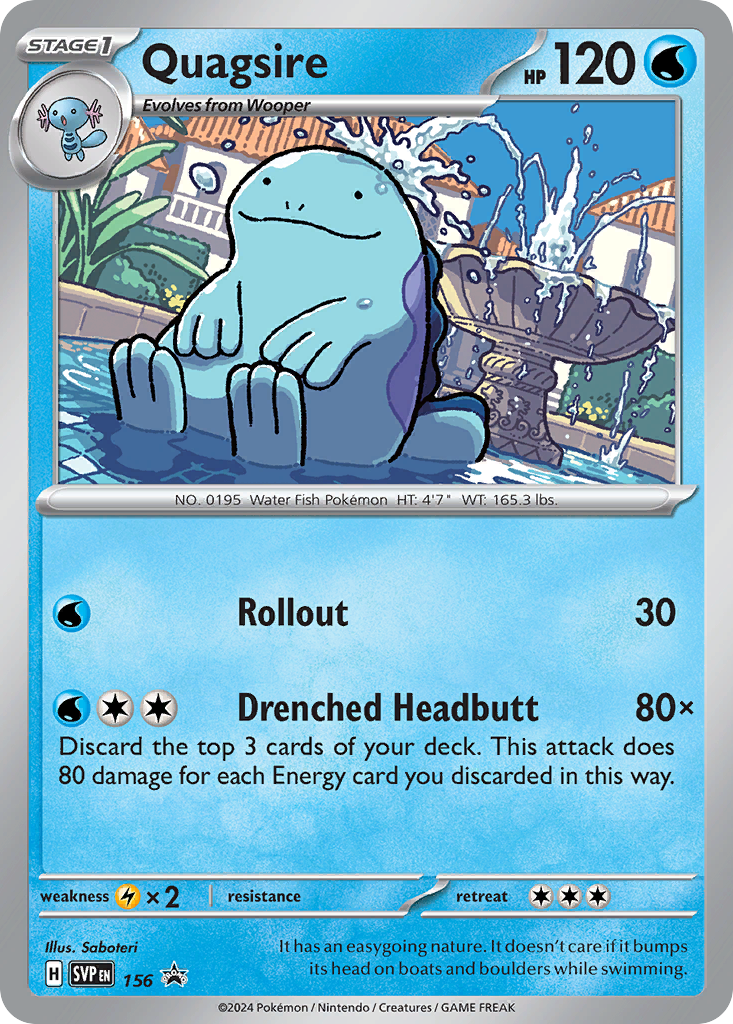 STAGE 1
Quagsire
HP 120
Evolves from Wooper
NO. 0195 Water Fish Pokémon HT: 4'7" WT: 165.3 lbs.
Rollout 30
Drenched Headbutt 80×
Discard the top 3 cards of your deck. This attack does
80 damage for each Energy card you discarded in this way.
weakness ×2 resistance retreat
Illus. Saboteri
It has an easygoing nature. It doesn't care if it bumps
its head on boats and boulders while swimming.
H SVP EN 156 PROMO
©2024 Pokémon / Nintendo / Creatures / GAME FREAK